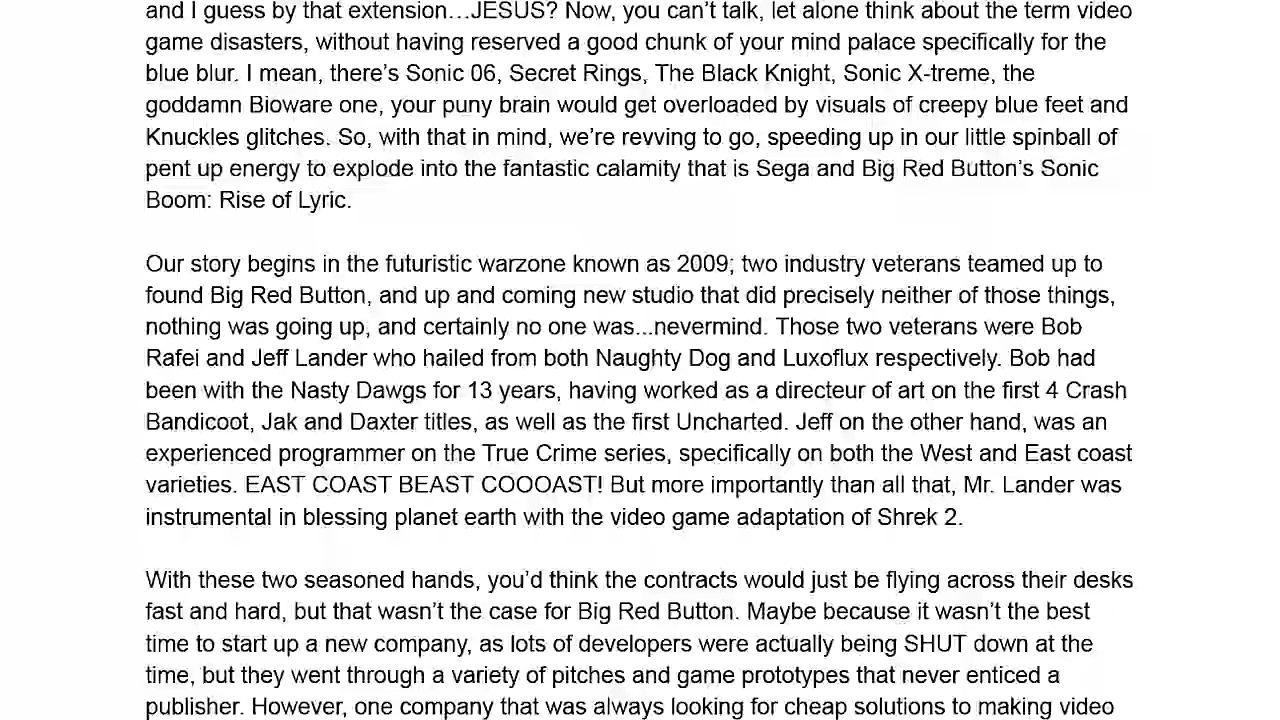 and I guess by that extension…JESUS? Now, you can’t talk, let alone think about the term video
game disasters, without having reserved a good chunk of your mind palace specifically for the
blue blur. I mean, there’s Sonic 06, Secret Rings, The Black Knight, Sonic X-treme, the
goddamn Bioware one, your puny brain would get overloaded by visuals of creepy blue feet and
Knuckles glitches. So, with that in mind, we’re revving to go, speeding up in our little spinball of
pent up energy to explode into the fantastic calamity that is Sega and Big Red Button’s Sonic
Boom: Rise of Lyric.
Our story begins in the futuristic warzone known as 2009; two industry veterans teamed up to
found Big Red Button, and up and coming new studio that did precisely neither of those things,
nothing was going up, and certainly no one was...nevermind. Those two veterans were Bob
Rafei and Jeff Lander who hailed from both Naughty Dog and Luxoflux respectively. Bob had
been with the Nasty Dawgs for 13 years, having worked as a directeur of art on the first 4 Crash
Bandicoot, Jak and Daxter titles, as well as the first Uncharted. Jeff on the other hand, was an
experienced programmer on the True Crime series, specifically on both the West and East coast
varieties. EAST COAST BEAST COOOAST! But more importantly than all that, Mr. Lander was
instrumental in blessing planet earth with the video game adaptation of Shrek 2.
With these two seasoned hands, you’d think the contracts would just be flying across their desks
fast and hard, but that wasn’t the case for Big Red Button. Maybe because it wasn’t the best
time to start up a new company, as lots of developers were actually being SHUT down at the
time, but they went through a variety of pitches and game prototypes that never enticed a
publisher. However, one company that was always looking for cheap solutions to making video